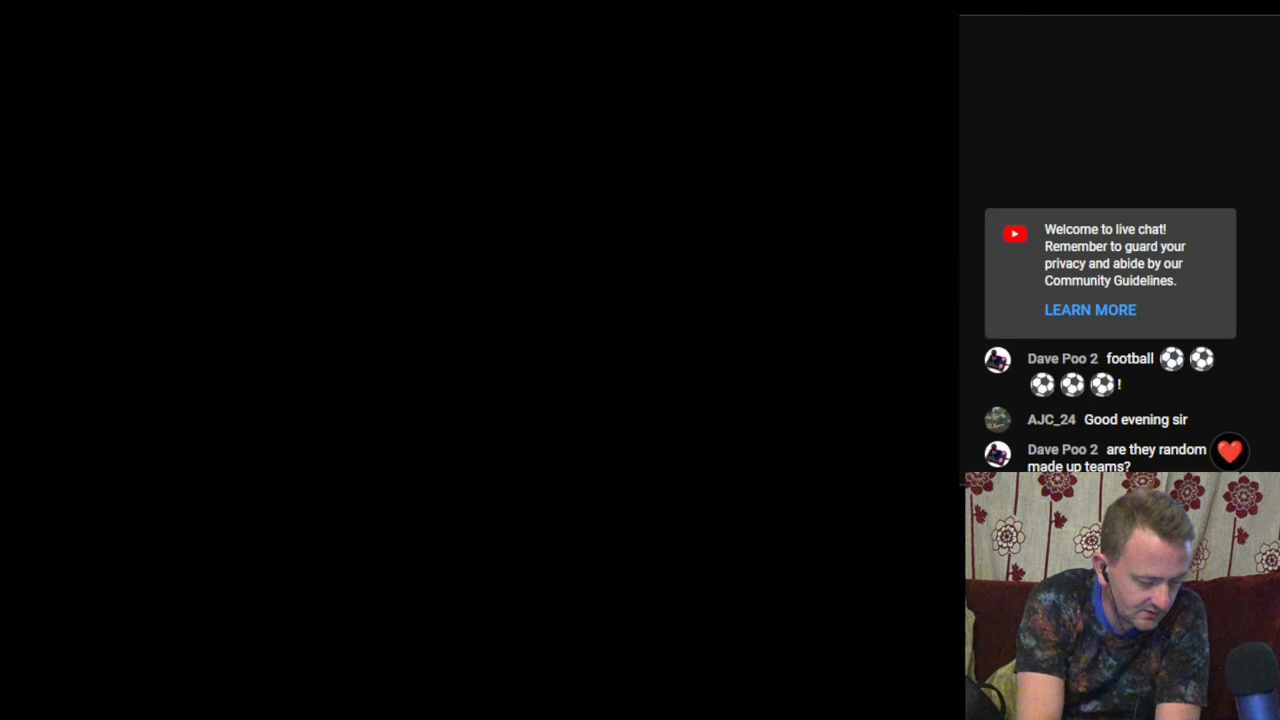 Welcome to live chat!
Remember to guard your
privacy and abide by our
Community Guidelines.
LEARN MORE
Dave Poo 2 football ⚽⚽
⚽⚽⚽!
AJC_24 Good evening sir
Dave Poo 2 are they random
made up teams?